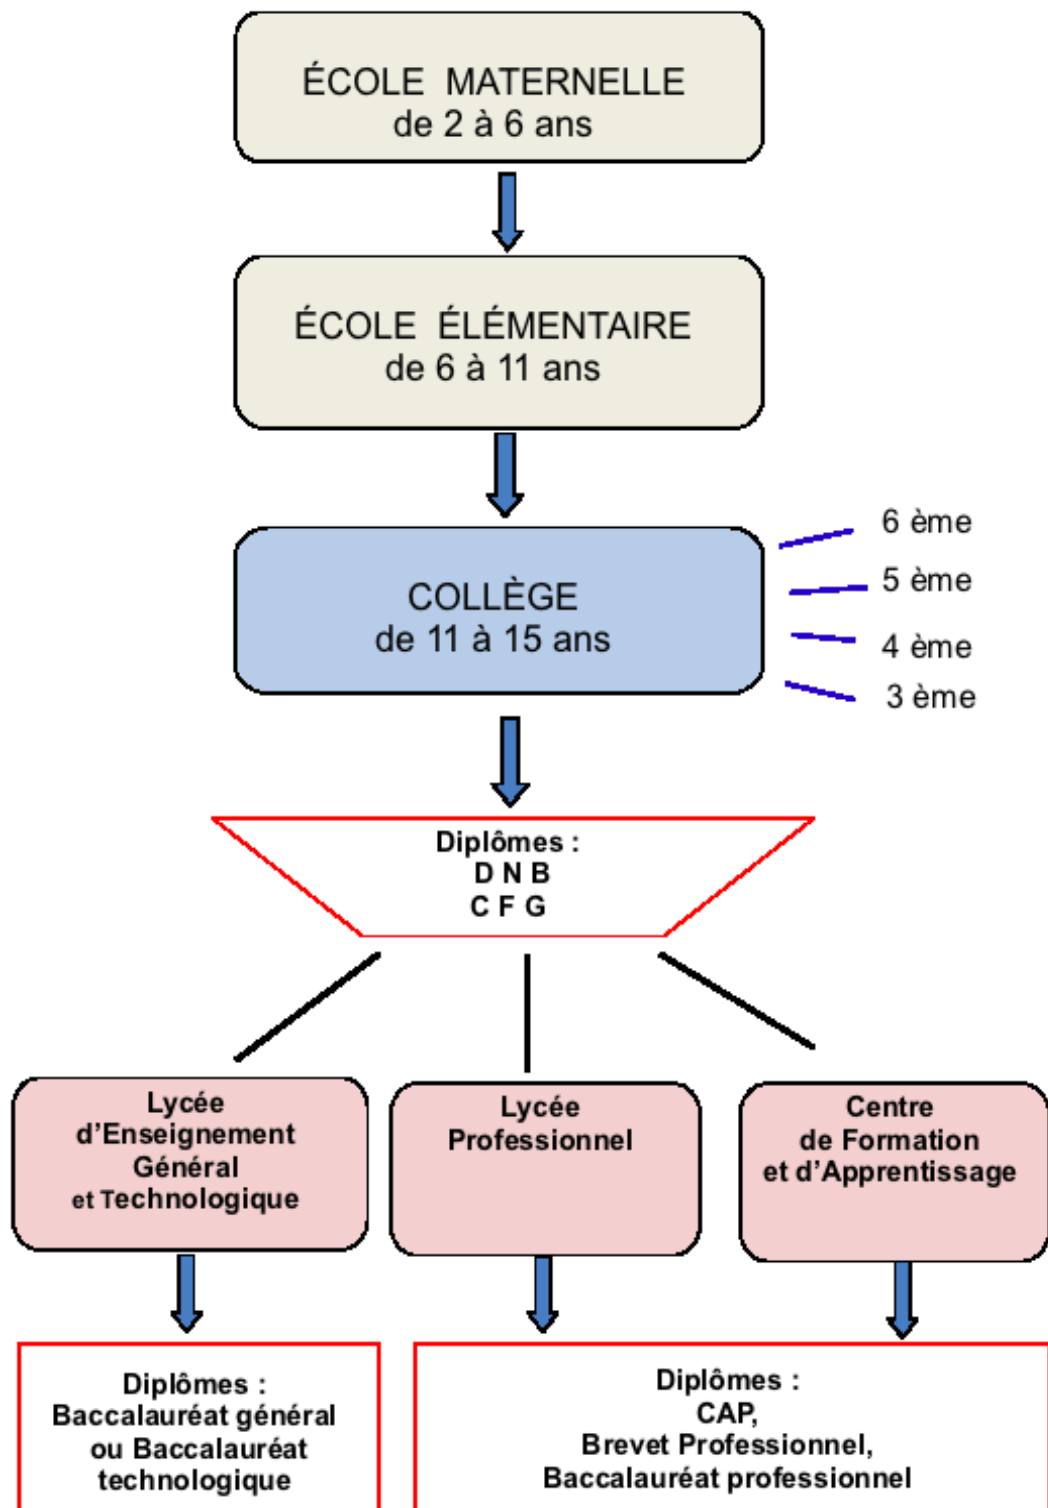 ÉCOLE MATERNELLE
de 2 à 6 ans
ÉCOLE ÉLÉMENTAIRE
de 6 à 11 ans
COLLÈGE
de 11 à 15 ans
6 ème
5 ème
4 ème
3 ème
Diplômes :
D N B
C F G
Lycée
d’Enseignement
Général
et Technologique
Lycée
Professionnel
Centre
de Formation
et d’Apprentissage
Diplômes :
Baccalauréat général
ou Baccalauréat
technologique
Diplômes :
CAP,
Brevet Professionnel,
Baccalauréat professionnel